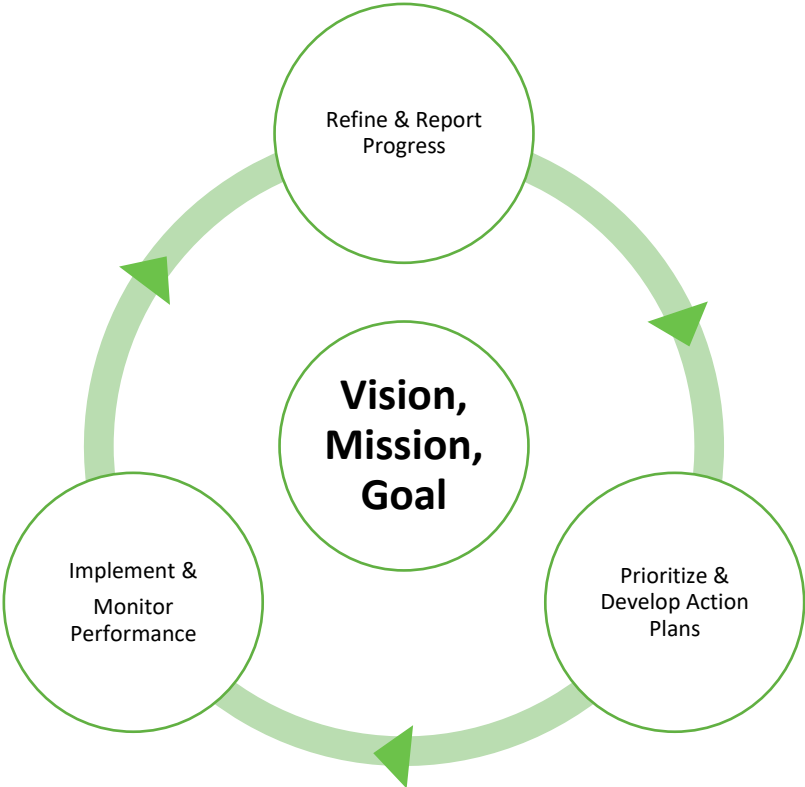 Refine & Report
Progress
Vision,
Mission,
Goal
Implement &
Monitor
Performance
Prioritize &
Develop Action
Plans